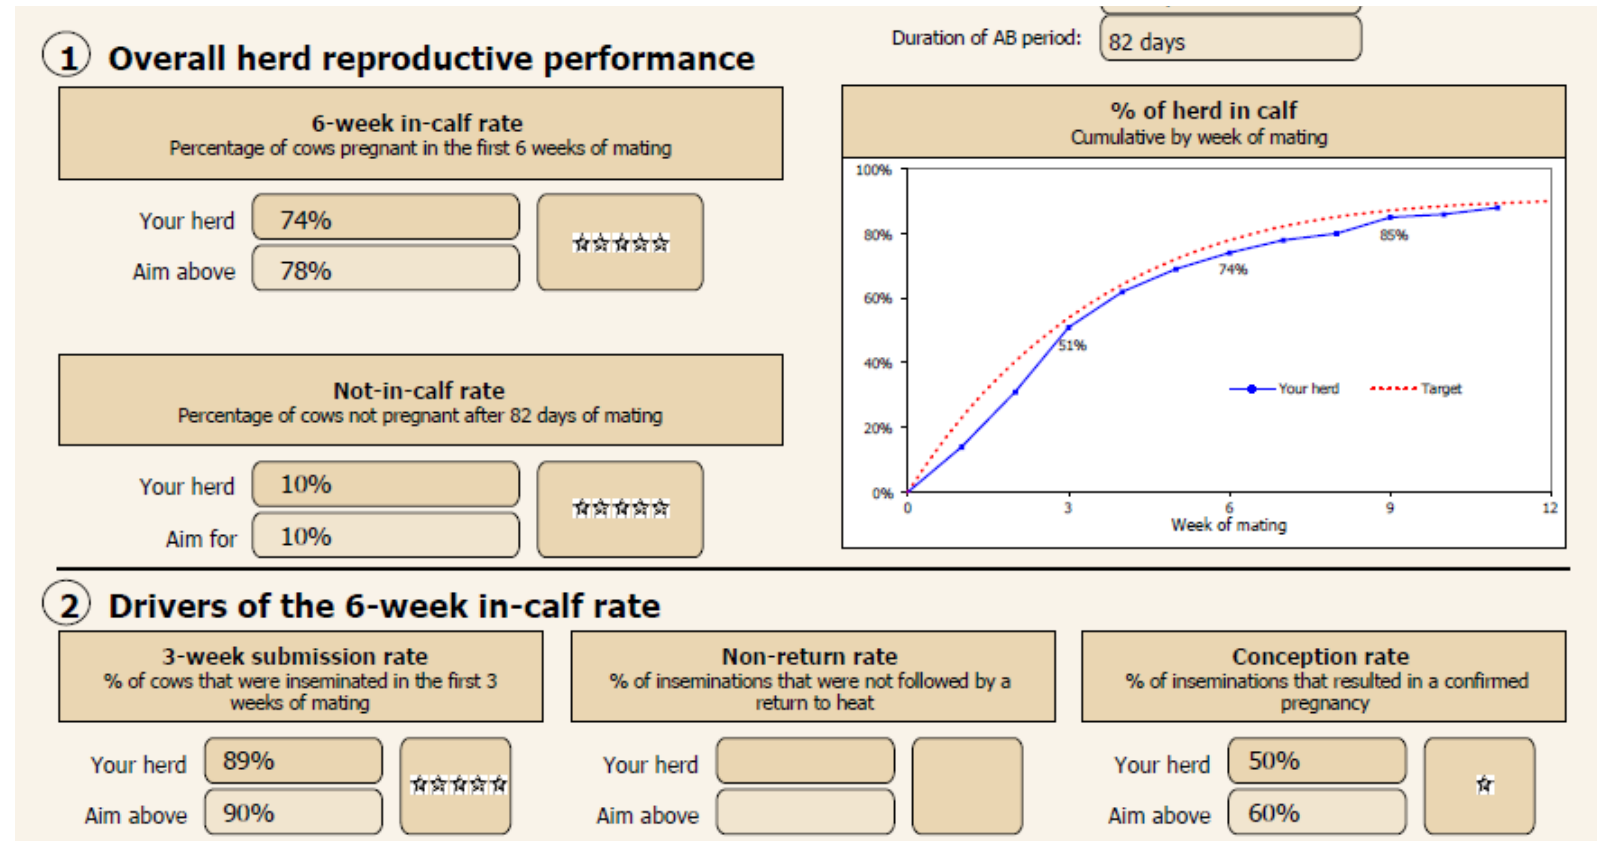 Duration of AB period:
82 days
1 Overall herd reproductive performance
6-week in-calf rate
Percentage of cows pregnant in the first 6 weeks of mating
Your herd 74%
Aim above 78%
Not-in-calf rate
Percentage of cows not pregnant after 82 days of mating
Your herd 10%
Aim for 10%
% of herd in calf
Cumulative by week of mating
100%
80%
60%
40%
20%
0%
85%
74%
51%
Your herd Target
0 3 6 9 12
Week of mating
2 Drivers of the 6-week in-calf rate
3-week submission rate
% of cows that were inseminated in the first 3
weeks of mating
Your herd 89%
Aim above 90%
Non-return rate
% of inseminations that were not followed by a
return to heat
Your herd
Aim above
Conception rate
% of inseminations that resulted in a confirmed
pregnancy
Your herd 50%
Aim above 60%